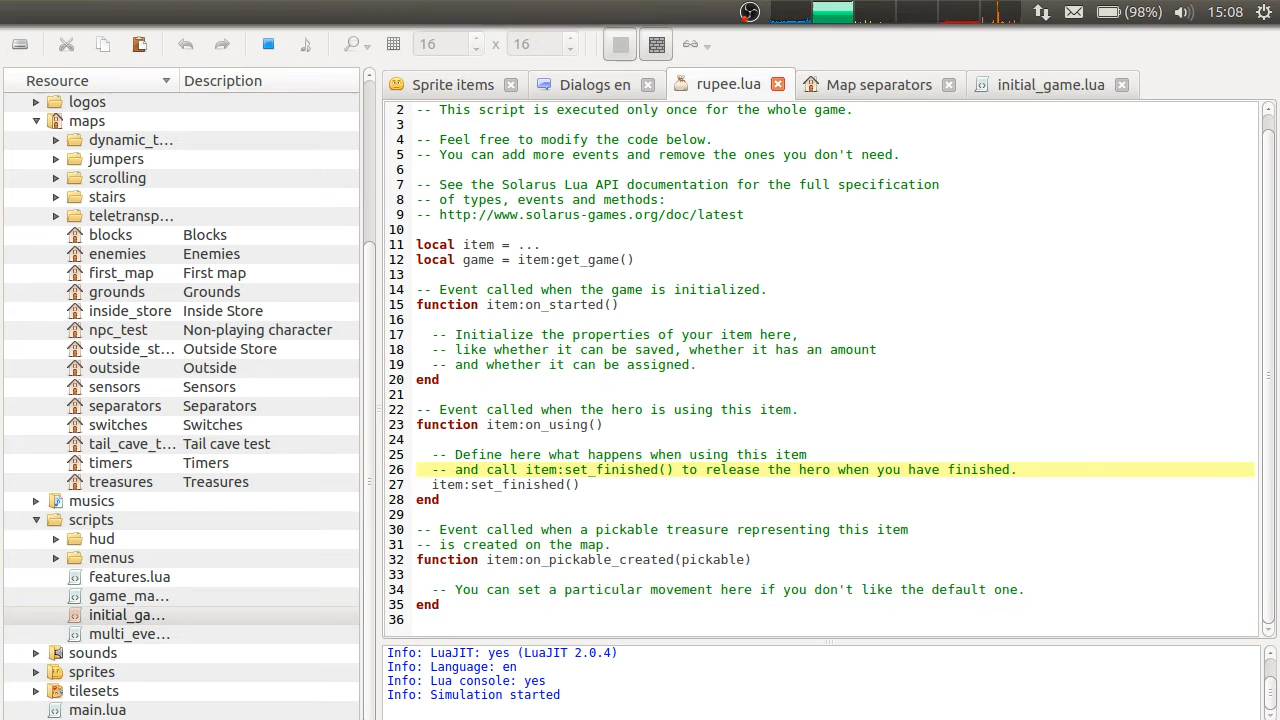 (98%) 15:08
16 x 16
Resource Description
Sprite items Dialogs en rupee.lua Map separators initial_game.lua
logos
maps
dynamic_t...
jumpers
scrolling
stairs
teletransp...
blocks Blocks
enemies Enemies
first_map First map
grounds Grounds
inside_store Inside Store
npc_test Non-playing character
outside_st... Outside Store
outside Outside
sensors Sensors
separators Separators
switches Switches
tail_cave_t... Tail cave test
timers Timers
treasures Treasures
musics
scripts
hud
menus
features.lua
game_ma...
initial_ga...
multi_eve...
sounds
sprites
tilesets
main.lua
2 -- This script is executed only once for the whole game.
3
4 -- Feel free to modify the code below.
5 -- You can add more events and remove the ones you don't need.
6
7 -- See the Solarus Lua API documentation for the full specification
8 -- of types, events and methods:
9 -- http://www.solarus-games.org/doc/latest
10
11 local item = ...
12 local game = item:get_game()
13
14 -- Event called when the game is initialized.
15 function item:on_started()
16
17 -- Initialize the properties of your item here,
18 -- like whether it can be saved, whether it has an amount
19 -- and whether it can be assigned.
20 end
21
22 -- Event called when the hero is using this item.
23 function item:on_using()
24
25 -- Define here what happens when using this item
26 -- and call item:set_finished() to release the hero when you have finished.
27 item:set_finished()
28 end
29
30 -- Event called when a pickable treasure representing this item
31 -- is created on the map.
32 function item:on_pickable_created(pickable)
33
34 -- You can set a particular movement here if you don't like the default one.
35 end
36
Info: LuaJIT: yes (LuaJIT 2.0.4)
Info: Language: en
Info: Lua console: yes
Info: Simulation started